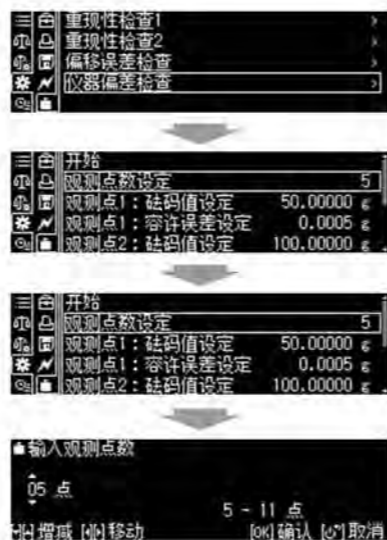 重现性检查1
重现性检查2
偏移误差检查
仪器偏差检查
开始
观测点数设定 5
观测点1：砝码值设定 50.00000 g
观测点1：容许误差设定 0.0005 g
观测点2：砝码值设定 100.00000 g
开始
观测点数设定 5
观测点1：砝码值设定 50.00000 g
观测点1：容许误差设定 0.0005 g
观测点2：砝码值设定 100.00000 g
输入观测点数
05 点
5 - 11 点
增减 移动 [OK]确认 取消